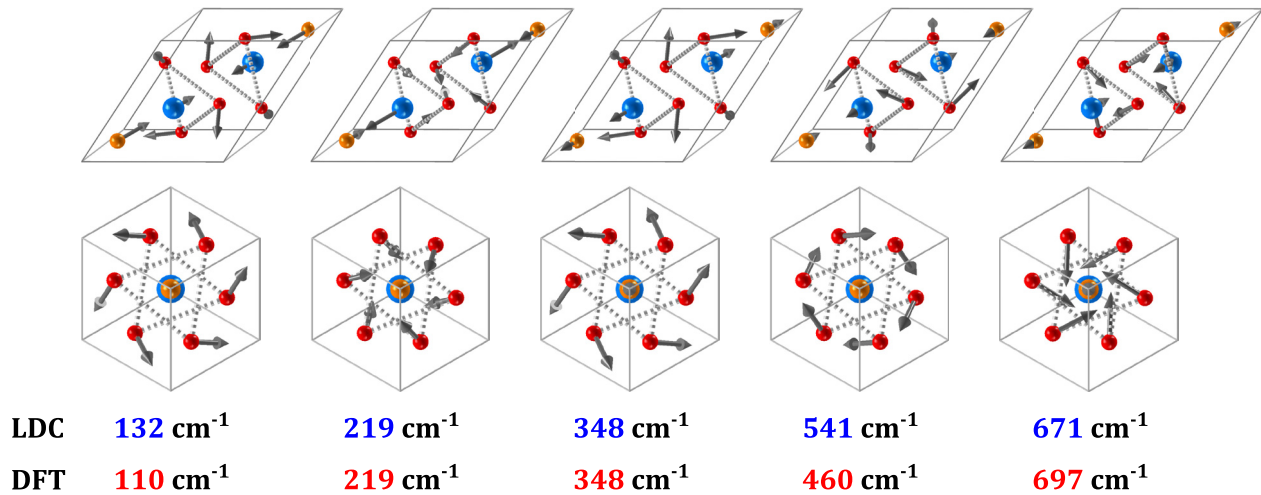 LDC 132 cm⁻¹ 219 cm⁻¹ 348 cm⁻¹ 541 cm⁻¹ 671 cm⁻¹
DFT 110 cm⁻¹ 219 cm⁻¹ 348 cm⁻¹ 460 cm⁻¹ 697 cm⁻¹